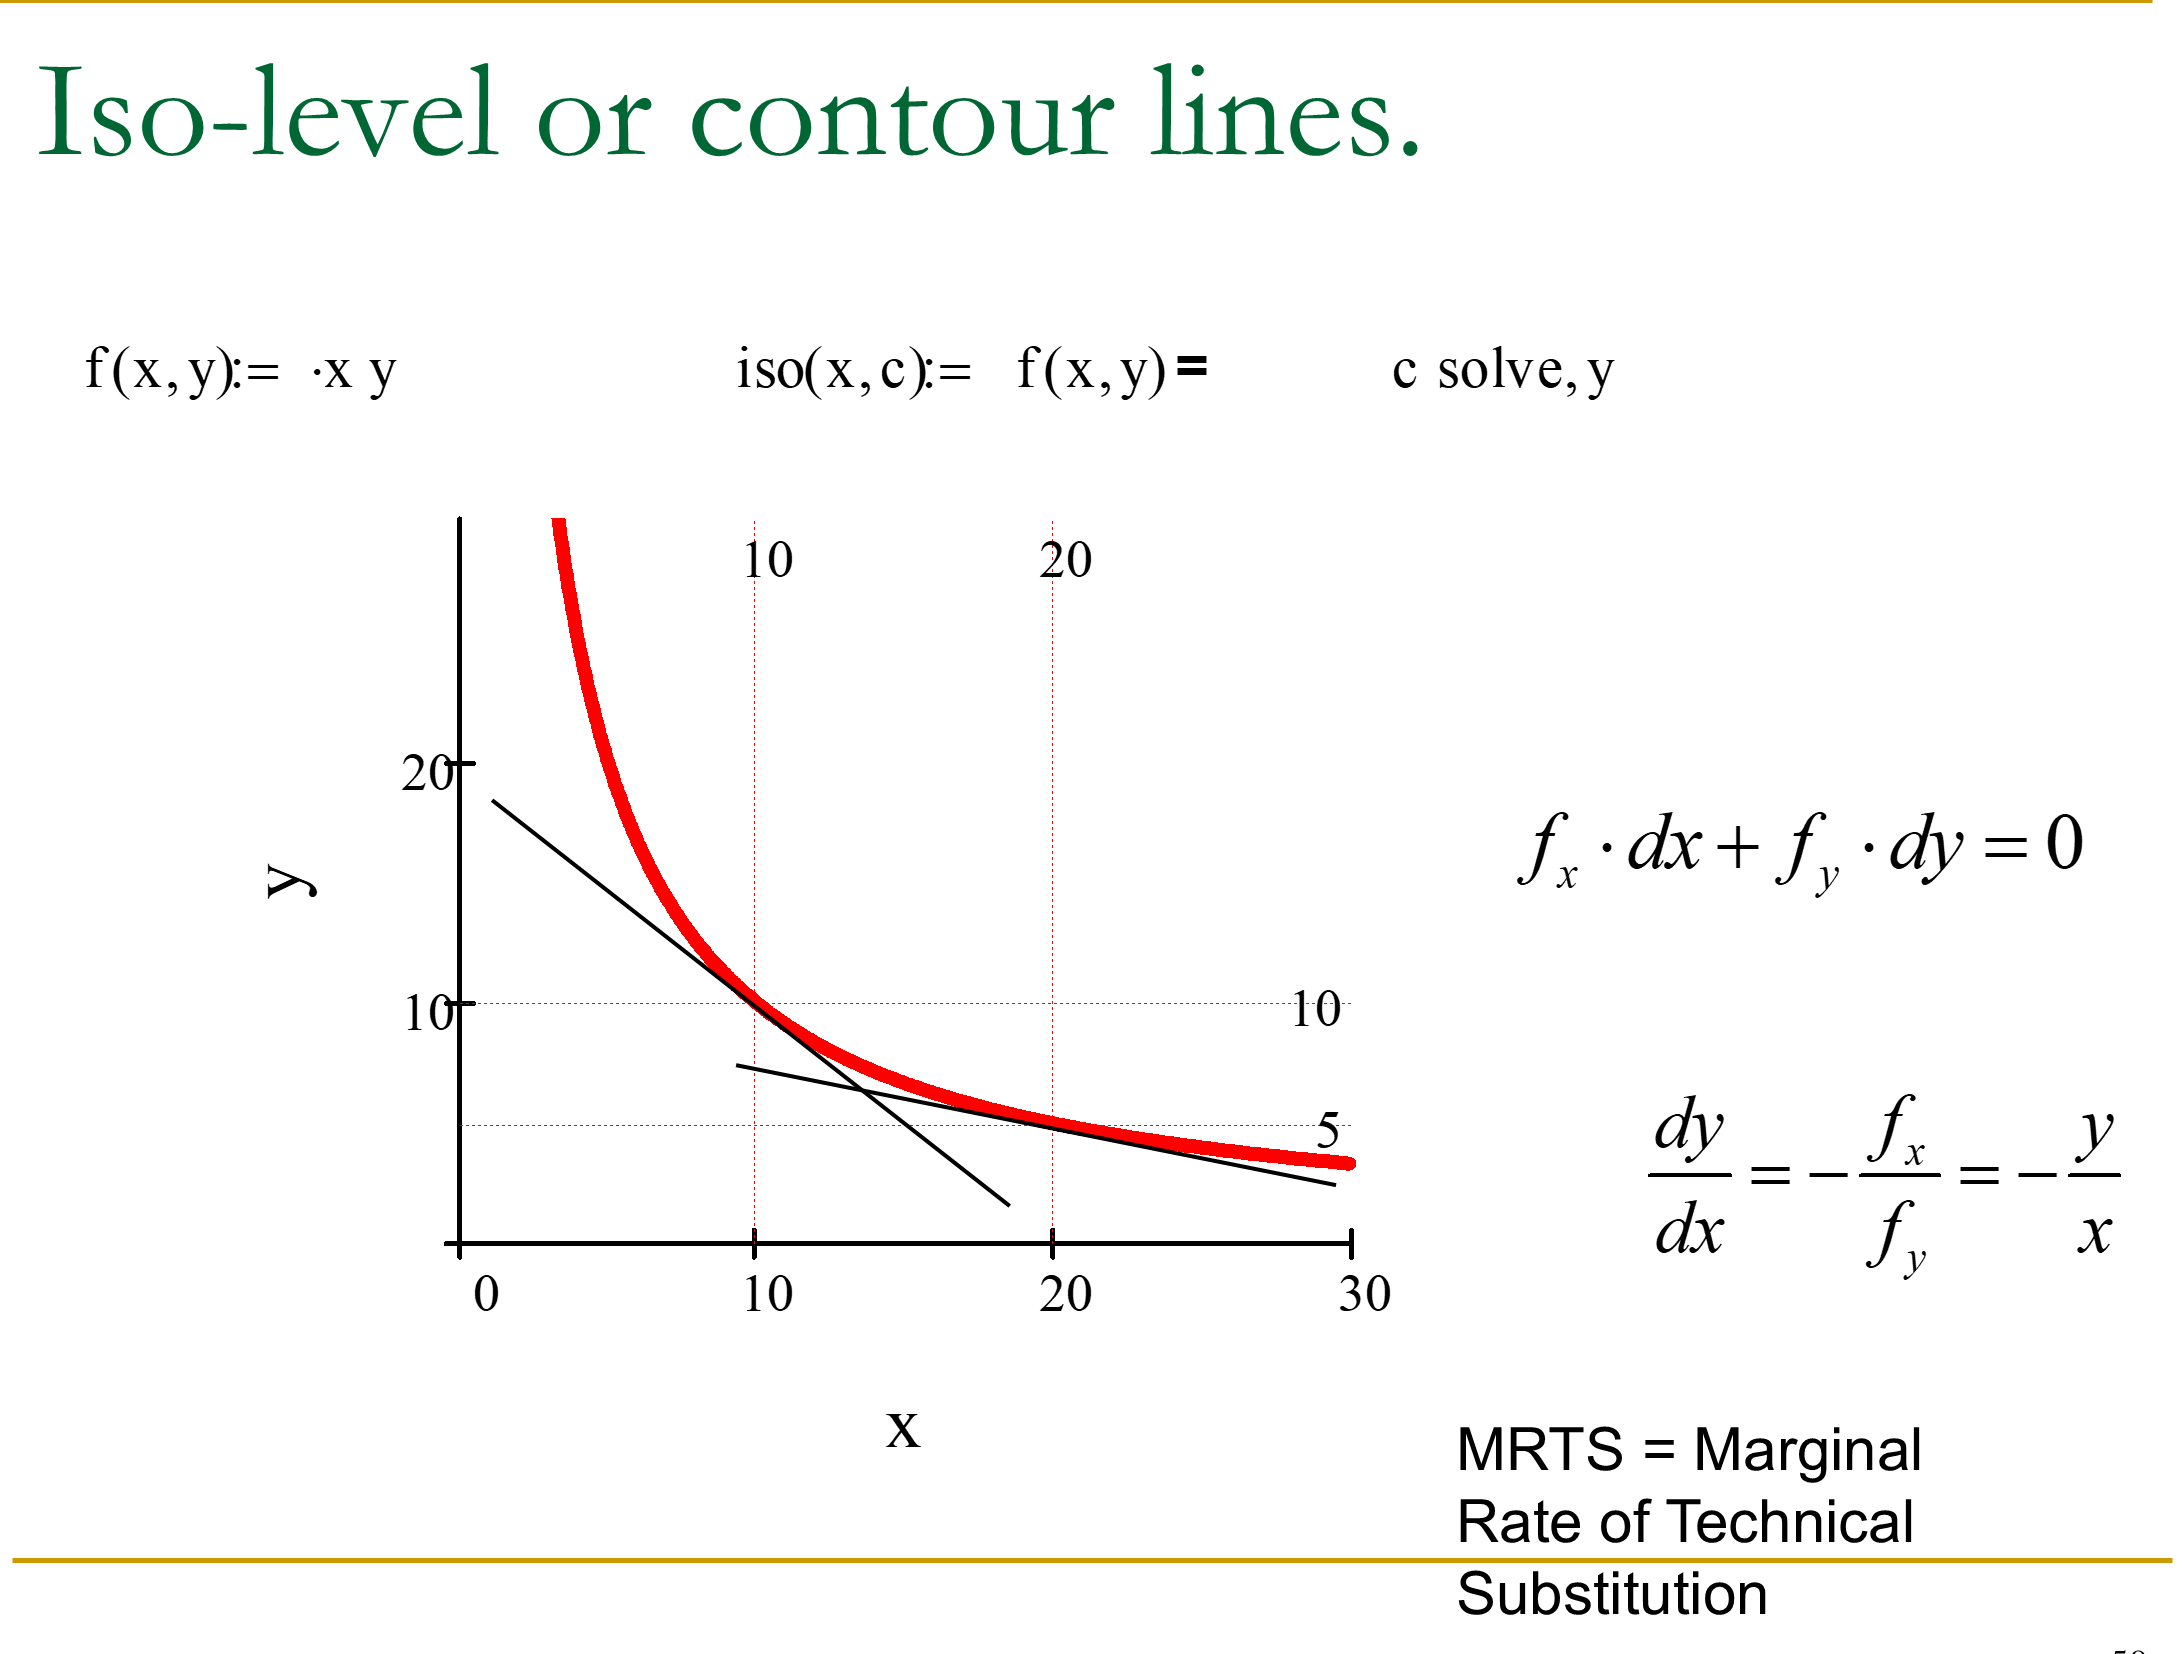 Iso-level or contour lines.
f(x,y):= ·x y iso(x,c):= f(x,y)= c solve,y
10 20
20
y
f_x · dx + f_y · dy = 0
10 10
5
dy/dx = − f_x/f_y = − y/x
0 10 20 30
x
MRTS = Marginal
Rate of Technical
Substitution